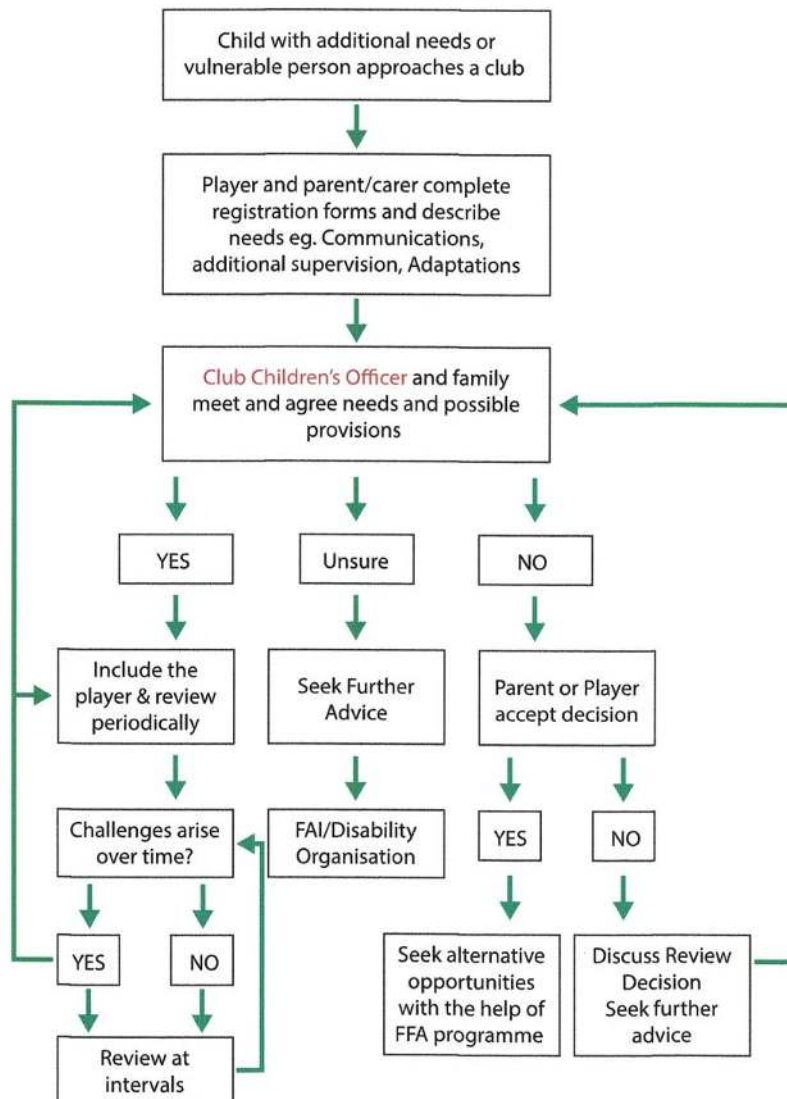 Child with additional needs or
vulnerable person approaches a club
Player and parent/carer complete
registration forms and describe
needs eg. Communications,
additional supervision, Adaptations
Club Children's Officer and family
meet and agree needs and possible
provisions
YES
Unsure
NO
Include the
player & review
periodically
Seek Further
Advice
Parent or Player
accept decision
Challenges arise
over time?
FAI/Disability
Organisation
YES
NO
YES
NO
Seek alternative
opportunities
with the help of
FFA programme
Discuss Review
Decision
Seek further
advice
Review at
intervals